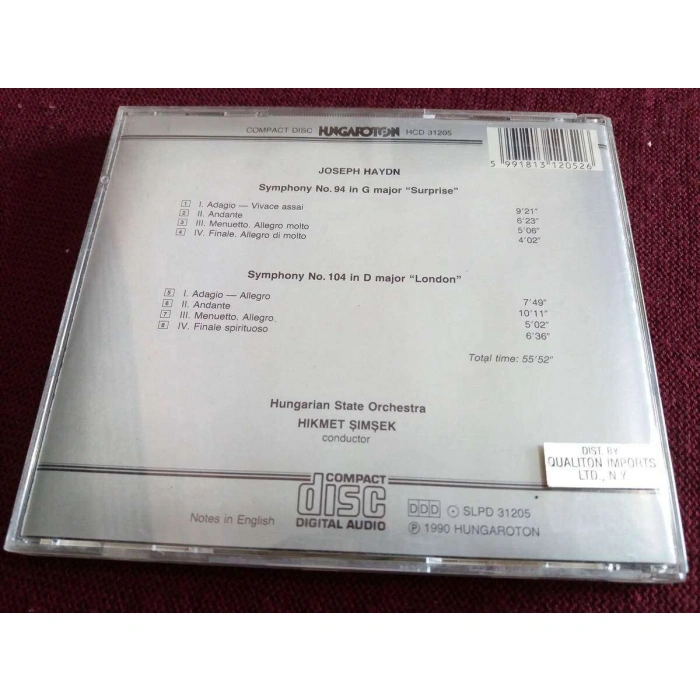 COMPACT DISC HUNGAROTON HCD 31205
5 991813 120526
JOSEPH HAYDN
Symphony No. 94 in G major "Surprise"
1 I. Adagio — Vivace assai 9'21"
2 II. Andante 6'23"
3 III. Menuetto. Allegro molto 5'06"
4 IV. Finale. Allegro di molto 4'02"
Symphony No. 104 in D major "London"
5 I. Adagio — Allegro 7'49"
6 II. Andante 10'11"
7 III. Menuetto. Allegro 5'02"
8 IV. Finale spirituoso 6'36"
Total time: 55'52"
Hungarian State Orchestra
HIKMET ŞIMŞEK
conductor
DIST. BY
QUALITON IMPORTS
LTD., N Y
Notes in English
COMPACT
disc
DIGITAL AUDIO
DDD SLPD 31205
Ⓟ 1990 HUNGAROTON